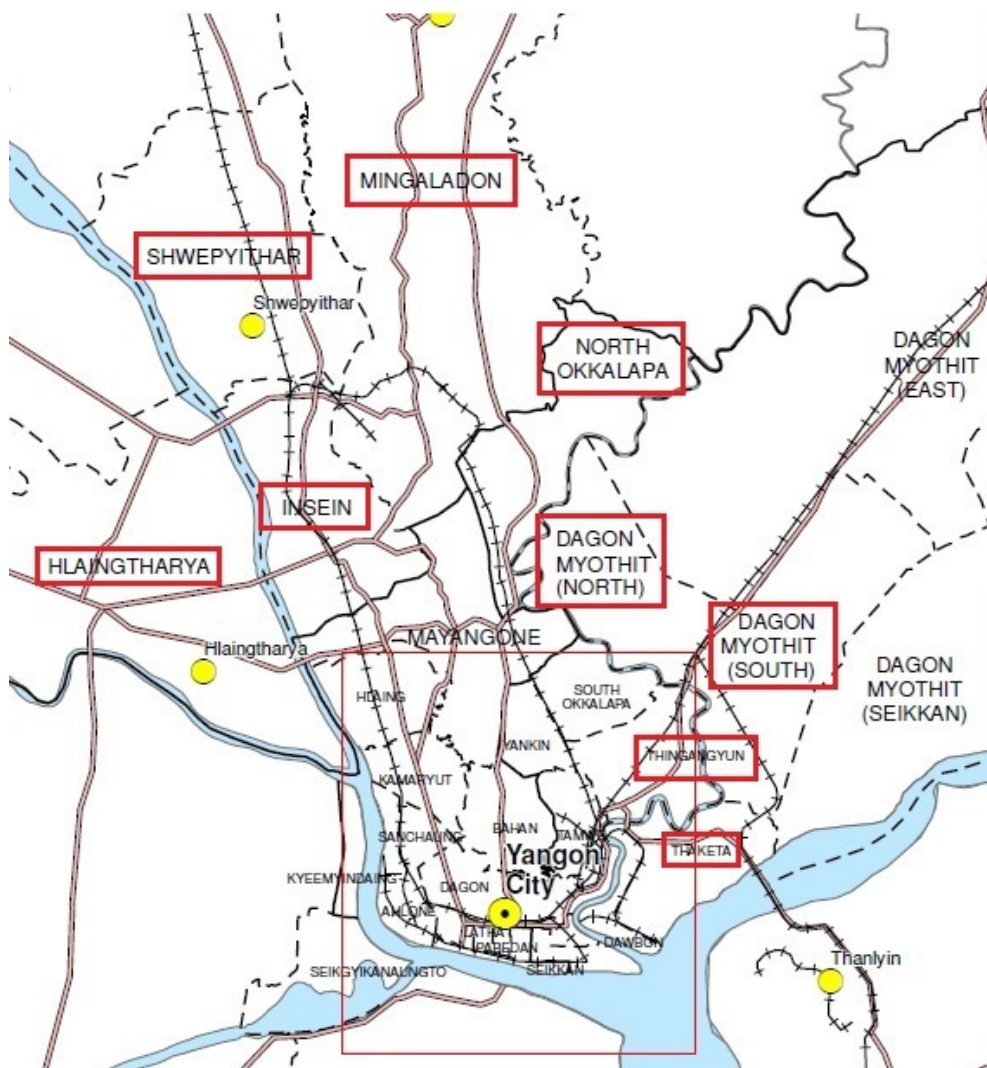 MINGALADON
SHWEPYITHAR
Shwepyithar
NORTH
OKKALAPA
DAGON
MYOTHIT
(EAST)
INSEIN
HLAINGTHARYA
DAGON
MYOTHIT
(NORTH)
DAGON
MYOTHIT
(SOUTH)
MAYANGONE
Hlaingtharya
DAGON
MYOTHIT
(SEIKKAN)
HLAING
SOUTH
OKKALAPA
YANKIN
THINGANGYUN
KAMARYUT
SANCHAUNG
BAHAN
THAKETA
Yangon
City
KYEEMYINDAING
DAGON
AHLONE
PABEDAN
DAWBON
SEIKKAN
SEIKGYIKANAUNGTO
Thanlyin